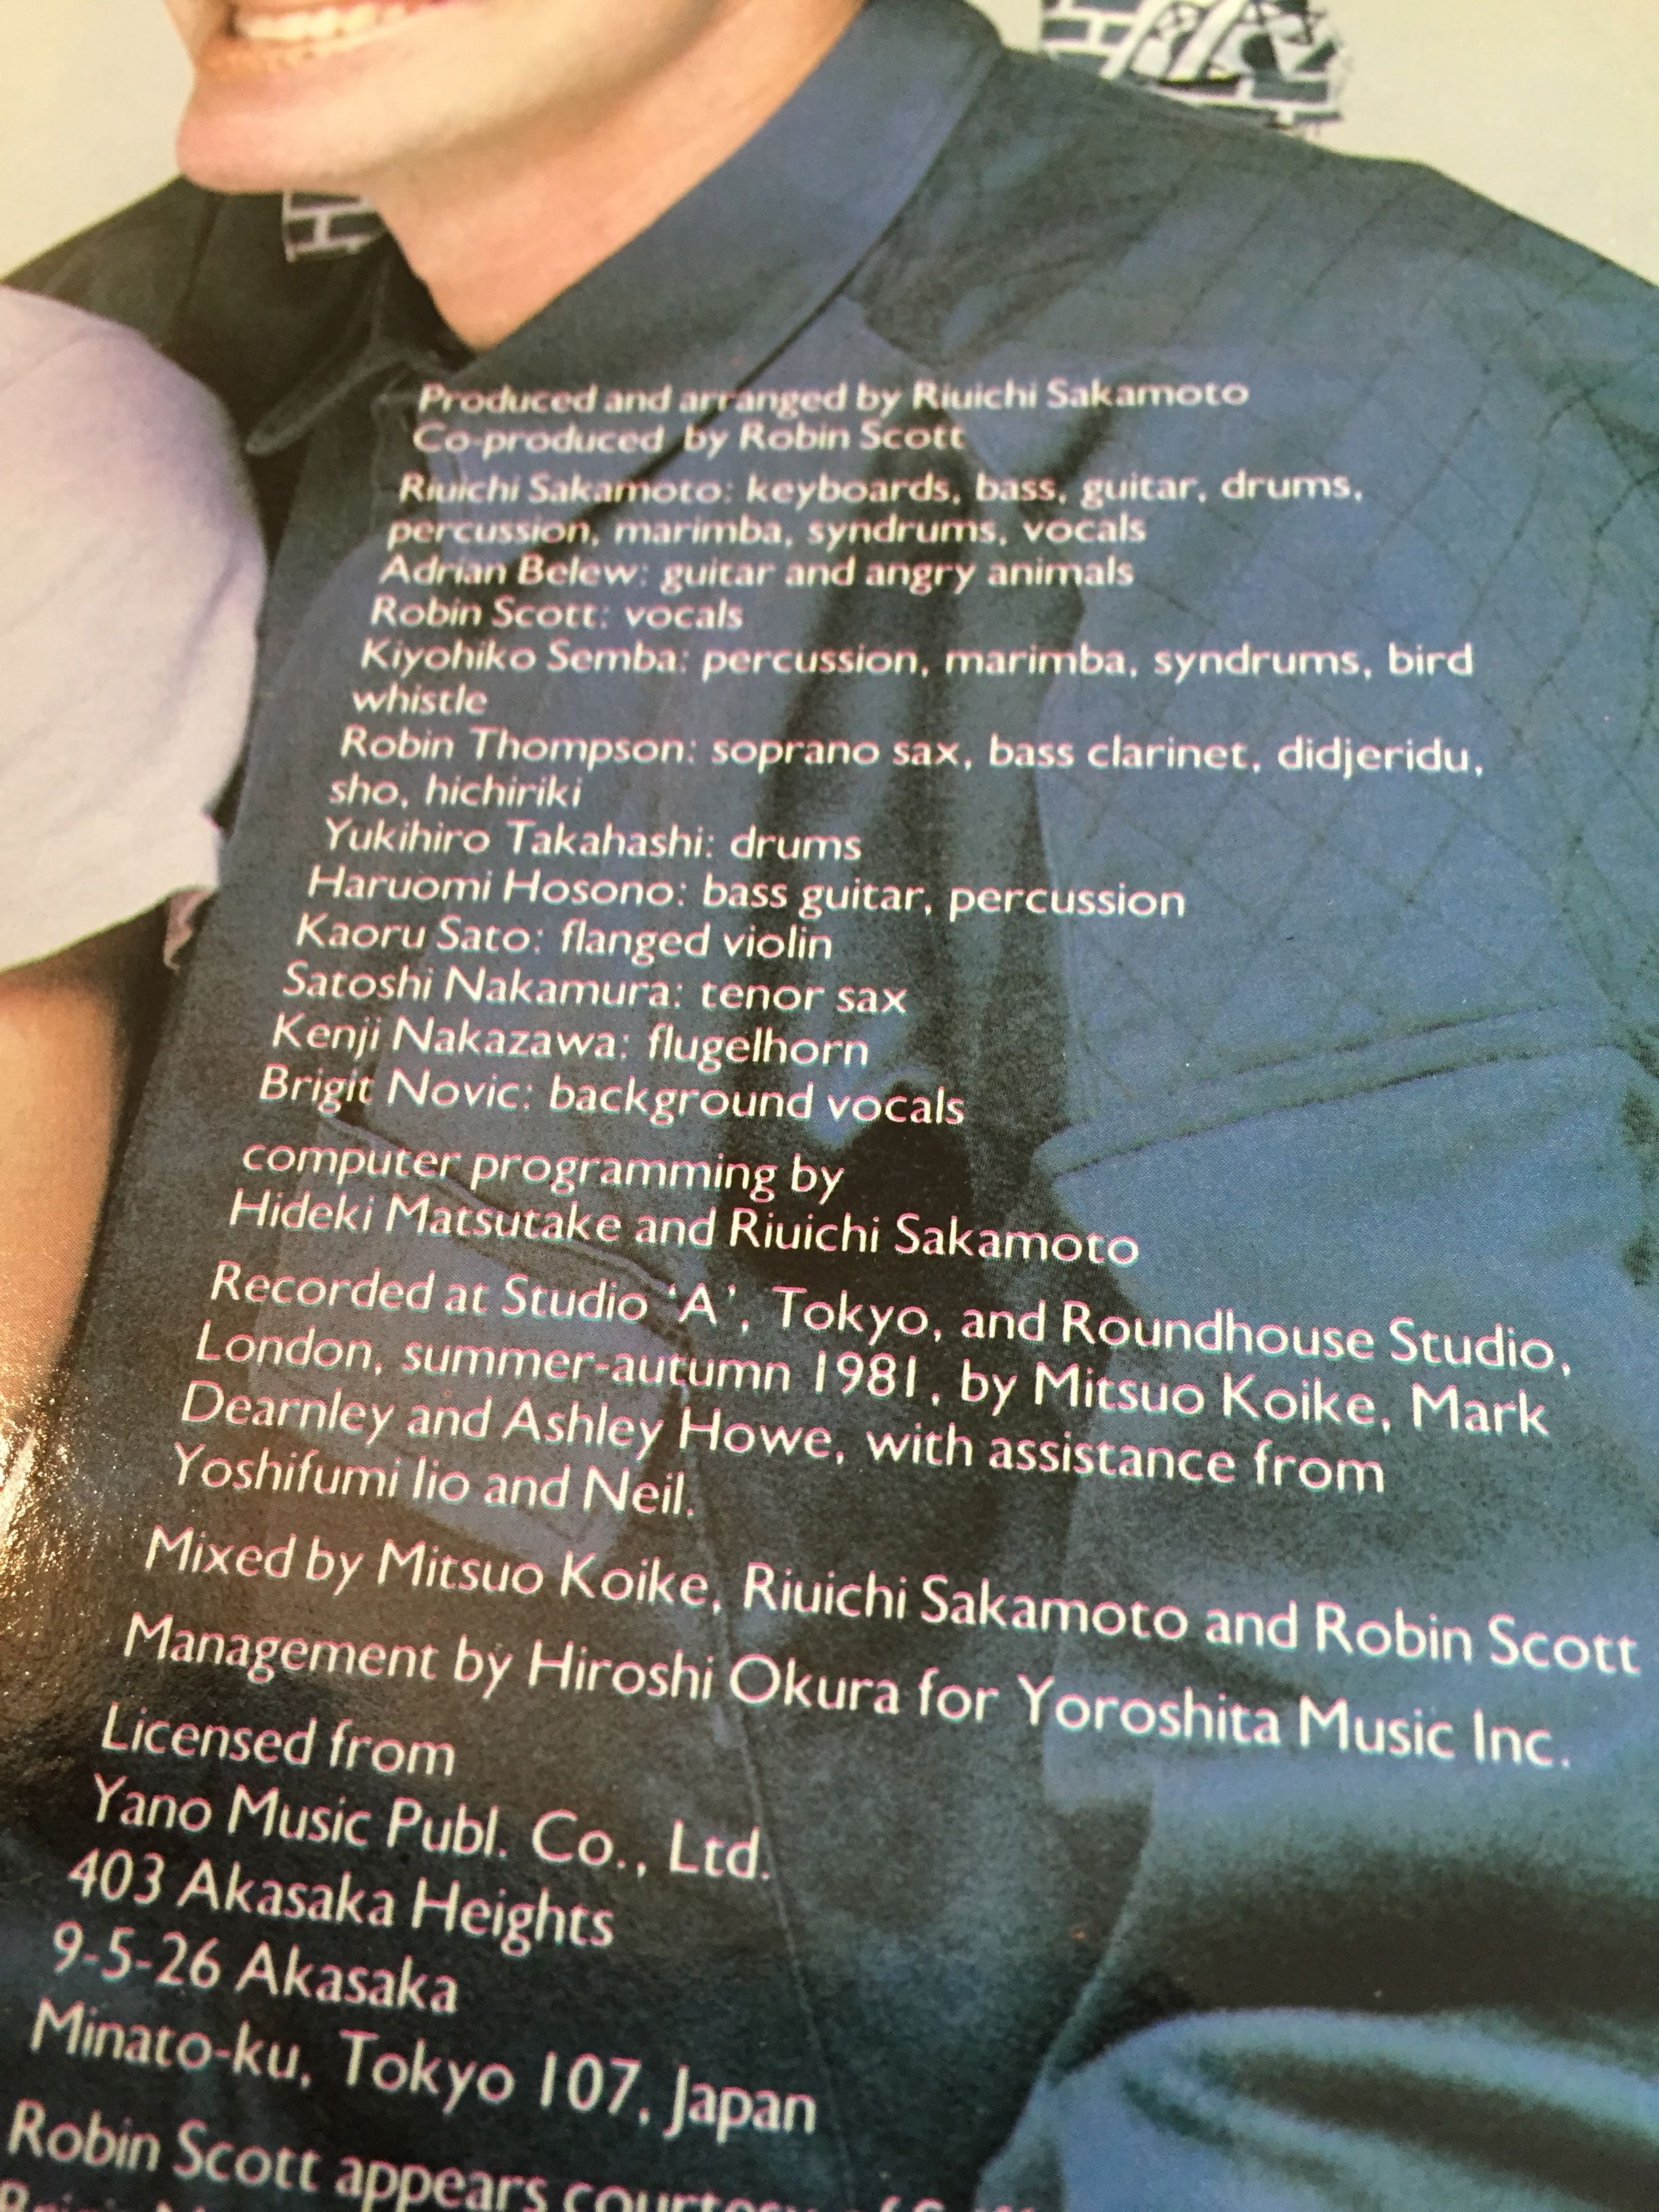 Produced and arranged by Riuichi Sakamoto
Co-produced by Robin Scott
Riuichi Sakamoto: keyboards, bass, guitar, drums,
percussion, marimba, syndrums, vocals
Adrian Belew: guitar and angry animals
Robin Scott: vocals
Kiyohiko Semba: percussion, marimba, syndrums, bird
whistle
Robin Thompson: soprano sax, bass clarinet, didjeridu,
sho, hichiriki
Yukihiro Takahashi: drums
Haruomi Hosono: bass guitar, percussion
Kaoru Sato: flanged violin
Satoshi Nakamura: tenor sax
Kenji Nakazawa: flugelhorn
Brigit Novic: background vocals
computer programming by
Hideki Matsutake and Riuichi Sakamoto
Recorded at Studio ‘A’, Tokyo, and Roundhouse Studio,
London, summer-autumn 1981, by Mitsuo Koike, Mark
Dearnley and Ashley Howe, with assistance from
Yoshifumi Iio and Neil.
Mixed by Mitsuo Koike, Riuichi Sakamoto and Robin Scott
Management by Hiroshi Okura for Yoroshita Music Inc.
Licensed from
Yano Music Publ. Co., Ltd.
403 Akasaka Heights
9-5-26 Akasaka
Minato-ku, Tokyo 107, Japan
Robin Scott appears courtesy